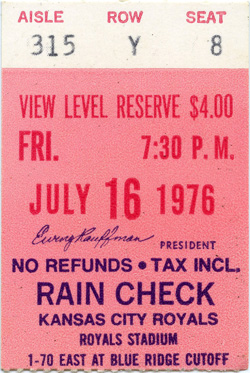 AISLE ROW SEAT
315 Y 8
VIEW LEVEL RESERVE $4.00
FRI. 7:30 P. M.
JULY 16 1976
Ewing Kauffman PRESIDENT
NO REFUNDS • TAX INCL.
RAIN CHECK
KANSAS CITY ROYALS
ROYALS STADIUM
1-70 EAST AT BLUE RIDGE CUTOFF